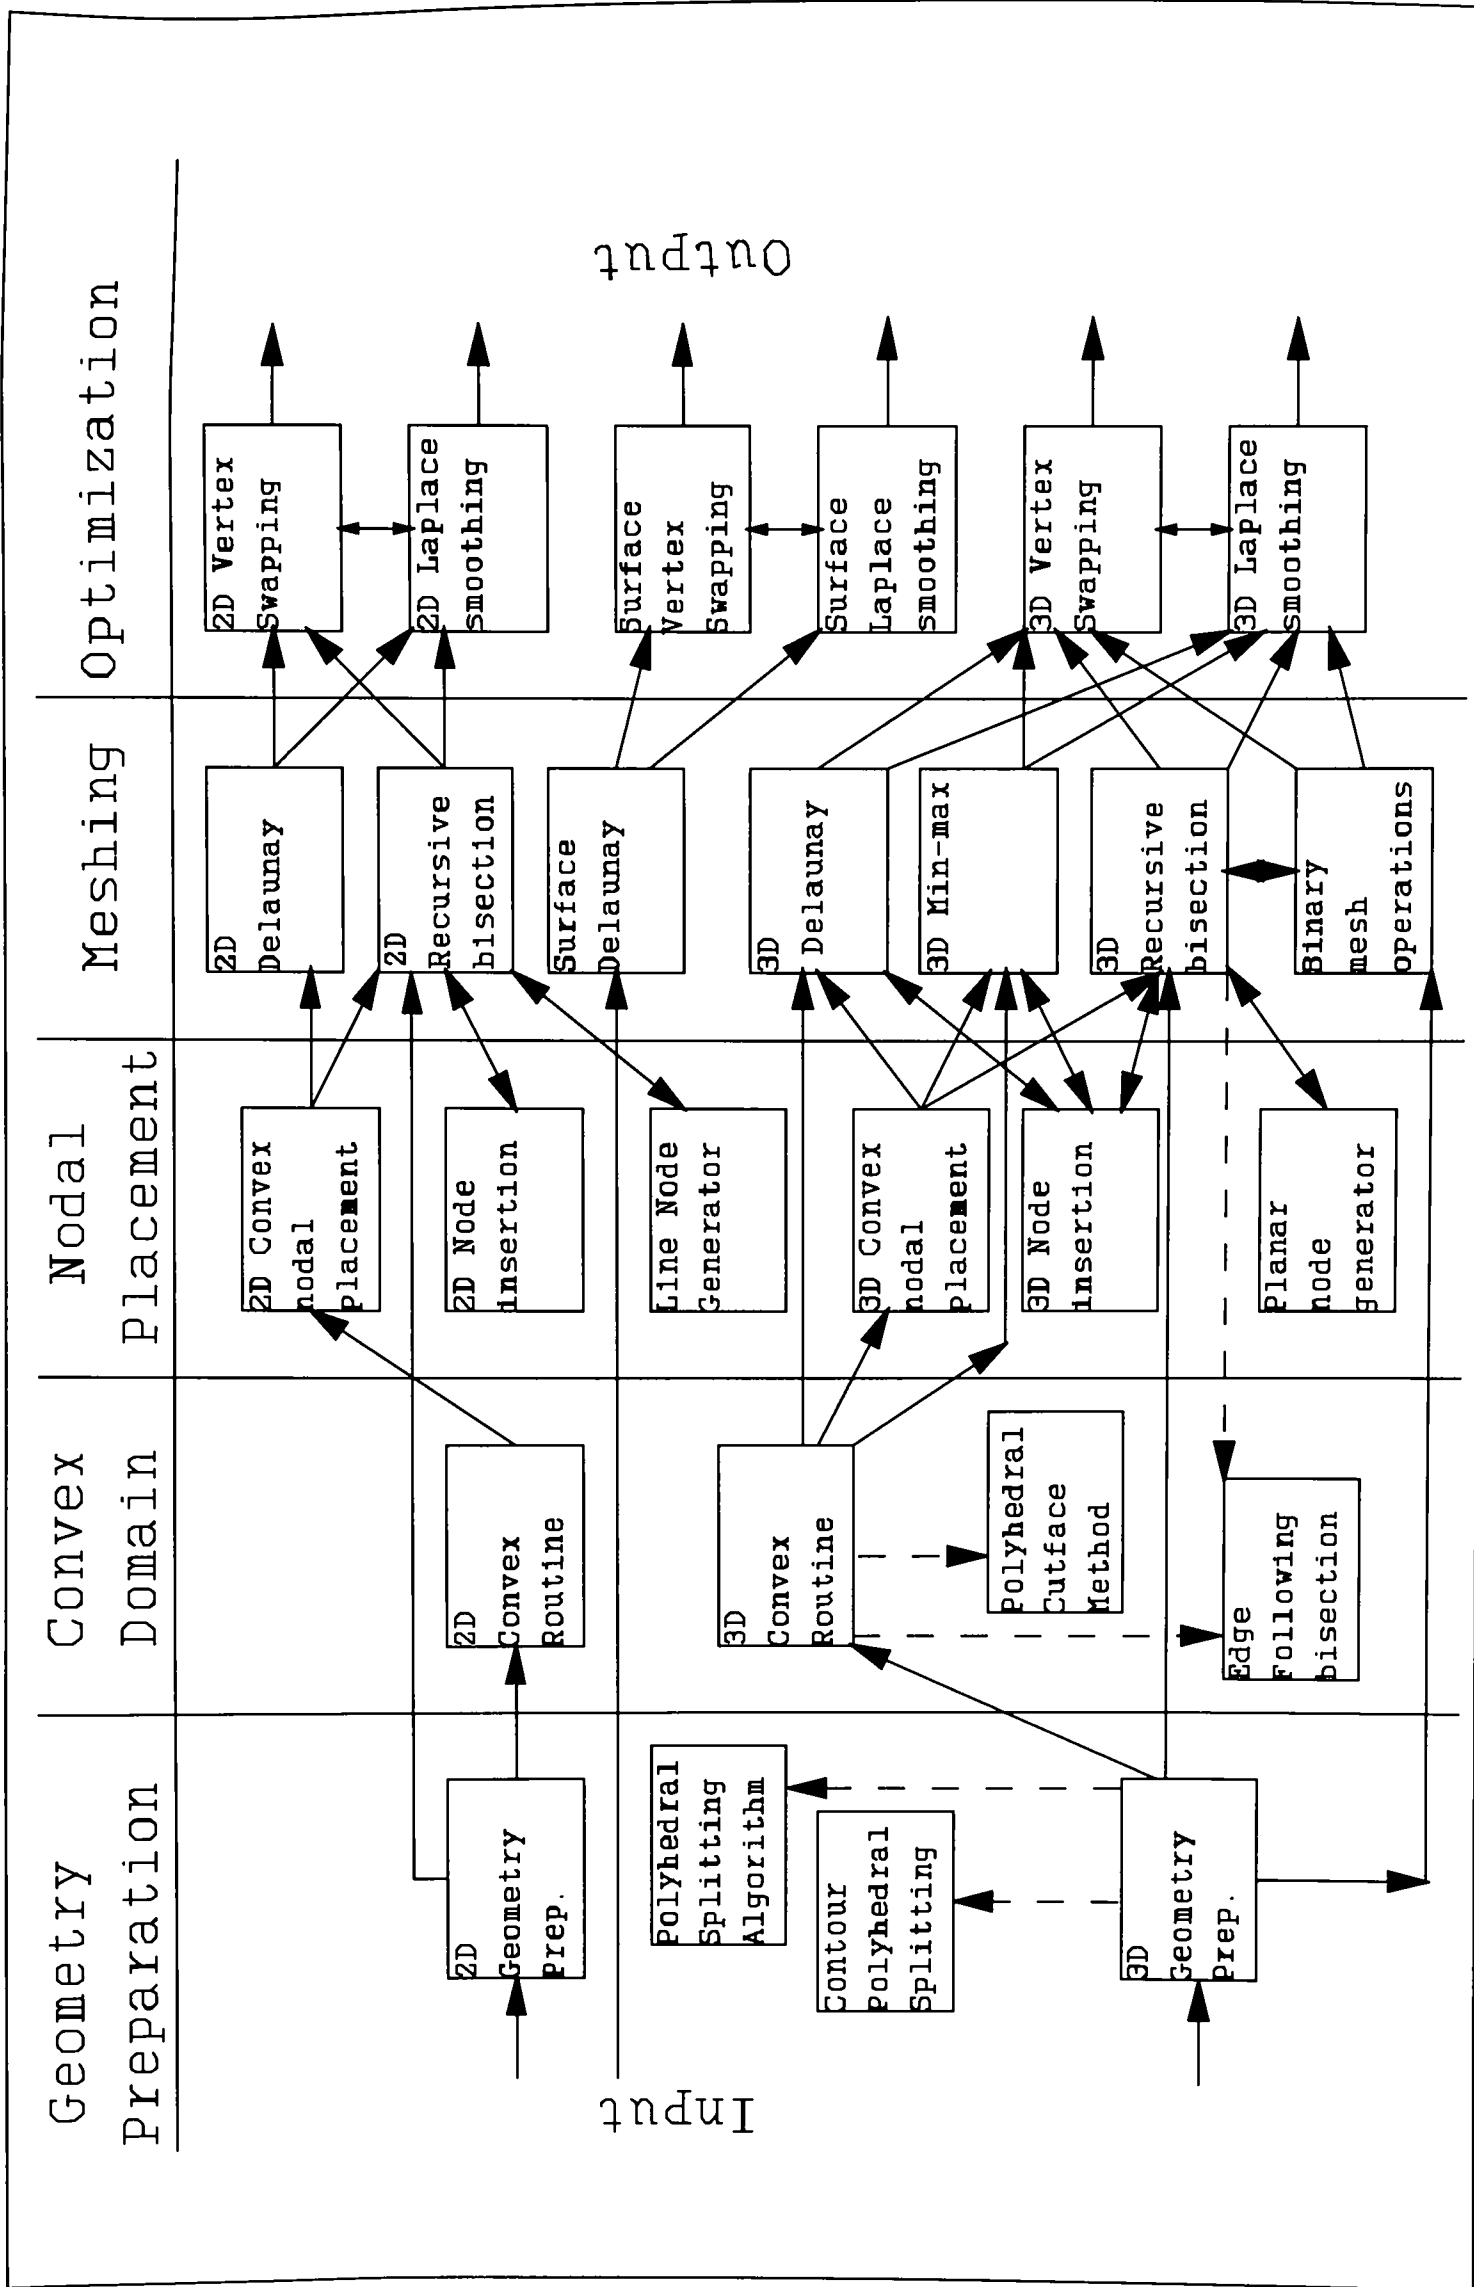 Geometry
Preparation
Convex
Domain
Nodal
Placement
Meshing
Optimization
Input
2D
Geometry
Prep.
Polyhedral
Splitting
Algorithm
Contour
Polyhedral
Splitting
3D
Geometry
Prep.
2D
Convex
Routine
3D
Convex
Routine
Polyhedral
Cutface
Method
Edge
Following
bisection
2D Convex
nodal
Placement
2D Node
insertion
Line Node
Generator
3D Convex
nodal
placement
3D Node
insertion
Planar
node
generator
2D
Delaunay
2D
Recursive
bisection
Surface
Delaunay
3D
Delaunay
3D Min-max
3D
Recursive
bisection
Binary
mesh
operations
2D Vertex
Swapping
2D Laplace
smoothing
Surface
Vertex
Swapping
Surface
Laplace
smoothing
3D Vertex
Swapping
3D Laplace
smoothing
Output